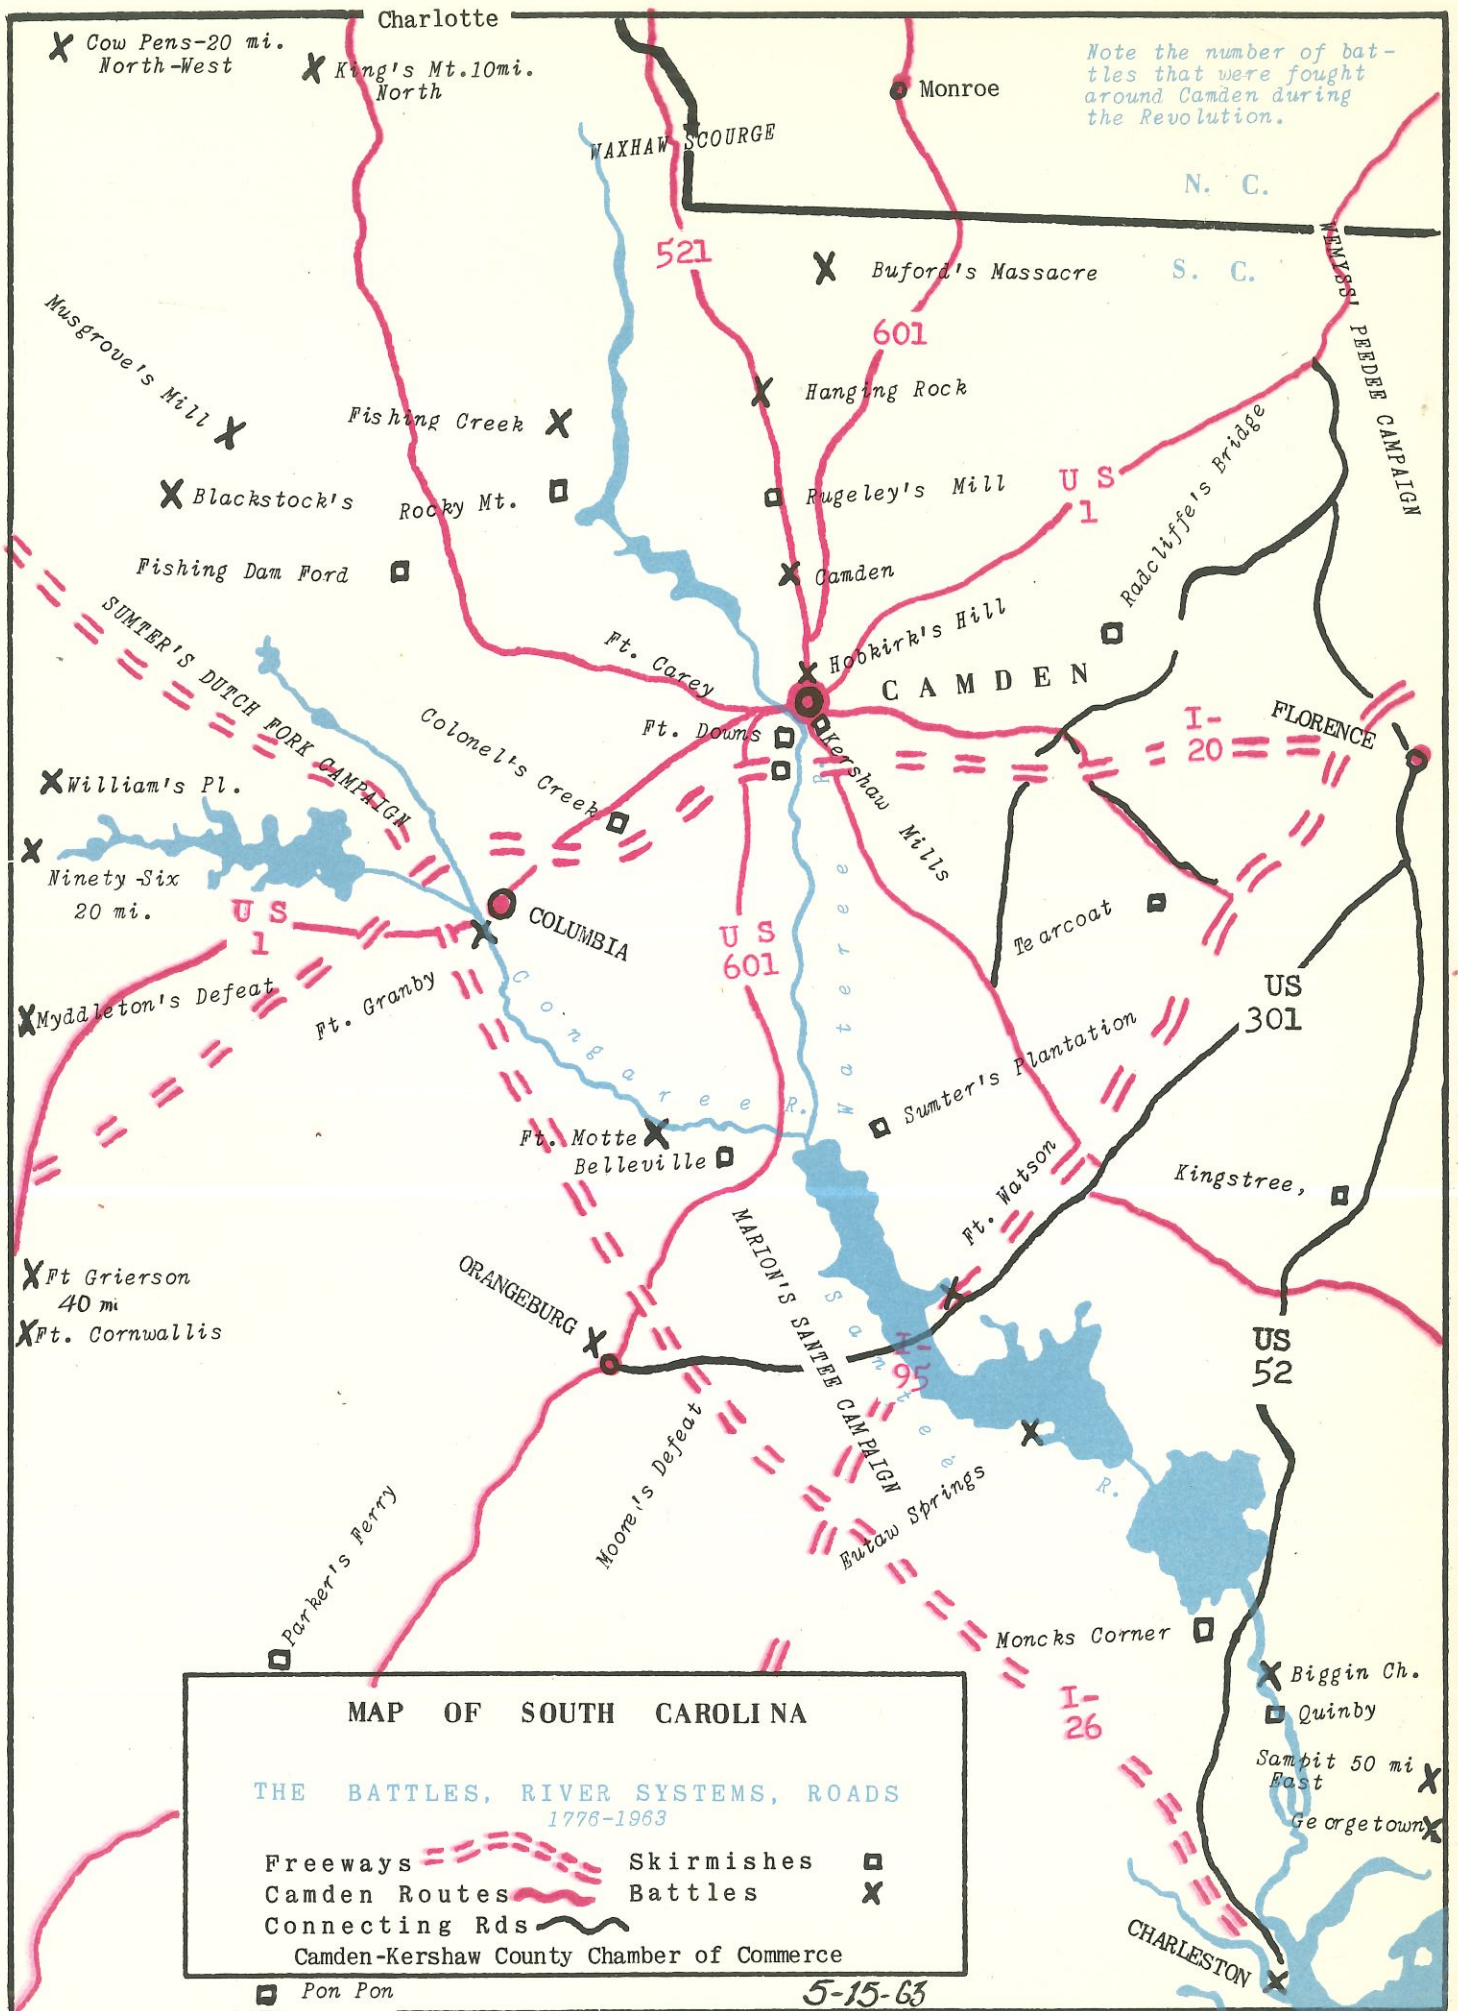 Charlotte
Cow Pens-20 mi.
North-West
King's Mt.10mi.
North
Monroe
Note the number of bat-
tles that were fought
around Camden during
the Revolution.
WAXHAW SCOURGE
N. C.
S. C.
521
Buford's Massacre
WEMYSS' PEEDEE CAMPAIGN
601
Musgrove's Mill
Hanging Rock
Fishing Creek
Blackstock's
Rocky Mt.
Rugeley's Mill
US
1
Radcliffe's Bridge
Fishing Dam Ford
Camden
SUMTER'S DUTCH FORK CAMPAIGN
Ft. Carey
Hobkirk's Hill
CAMDEN
Colonel's Creek
Ft. Downs
Kershaw Mills
I-
20
FLORENCE
William's Pl.
Ninety-Six
20 mi.
US
1
COLUMBIA
US
601
Wateree R.
Tearcoat
Myddleton's Defeat
Ft. Granby
Congaree R.
US
301
Sumter's Plantation
Ft. Motte
Belleville
Ft. Watson
Kingstree,
MARION'S SANTEE CAMPAIGN
Santee R.
ORANGEBURG
Ft Grierson
40 mi
Ft. Cornwallis
I-
95
US
52
Moore's Defeat
Eutaw Springs
Parker's Ferry
Moncks Corner
Biggin Ch.
Quinby
I-
26
Sampit 50 mi
East
Georgetown
CHARLESTON
MAP OF SOUTH CAROLINA
THE BATTLES, RIVER SYSTEMS, ROADS
1776-1963
Freeways
Skirmishes
Camden Routes
Battles
Connecting Rds
Camden-Kershaw County Chamber of Commerce
Pon Pon
5-15-63